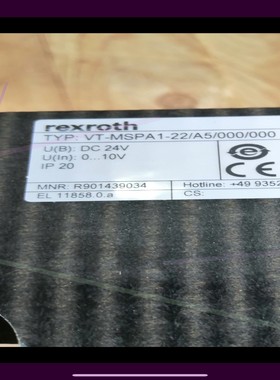 rexroth
TYP: VT-MSPA1-22/A5/000/000
U(B): DC 24V
U(In): 0...10V
IP 20
MNR: R901439034
Hotline: +49 9352
EL 11858.0.a
CS: